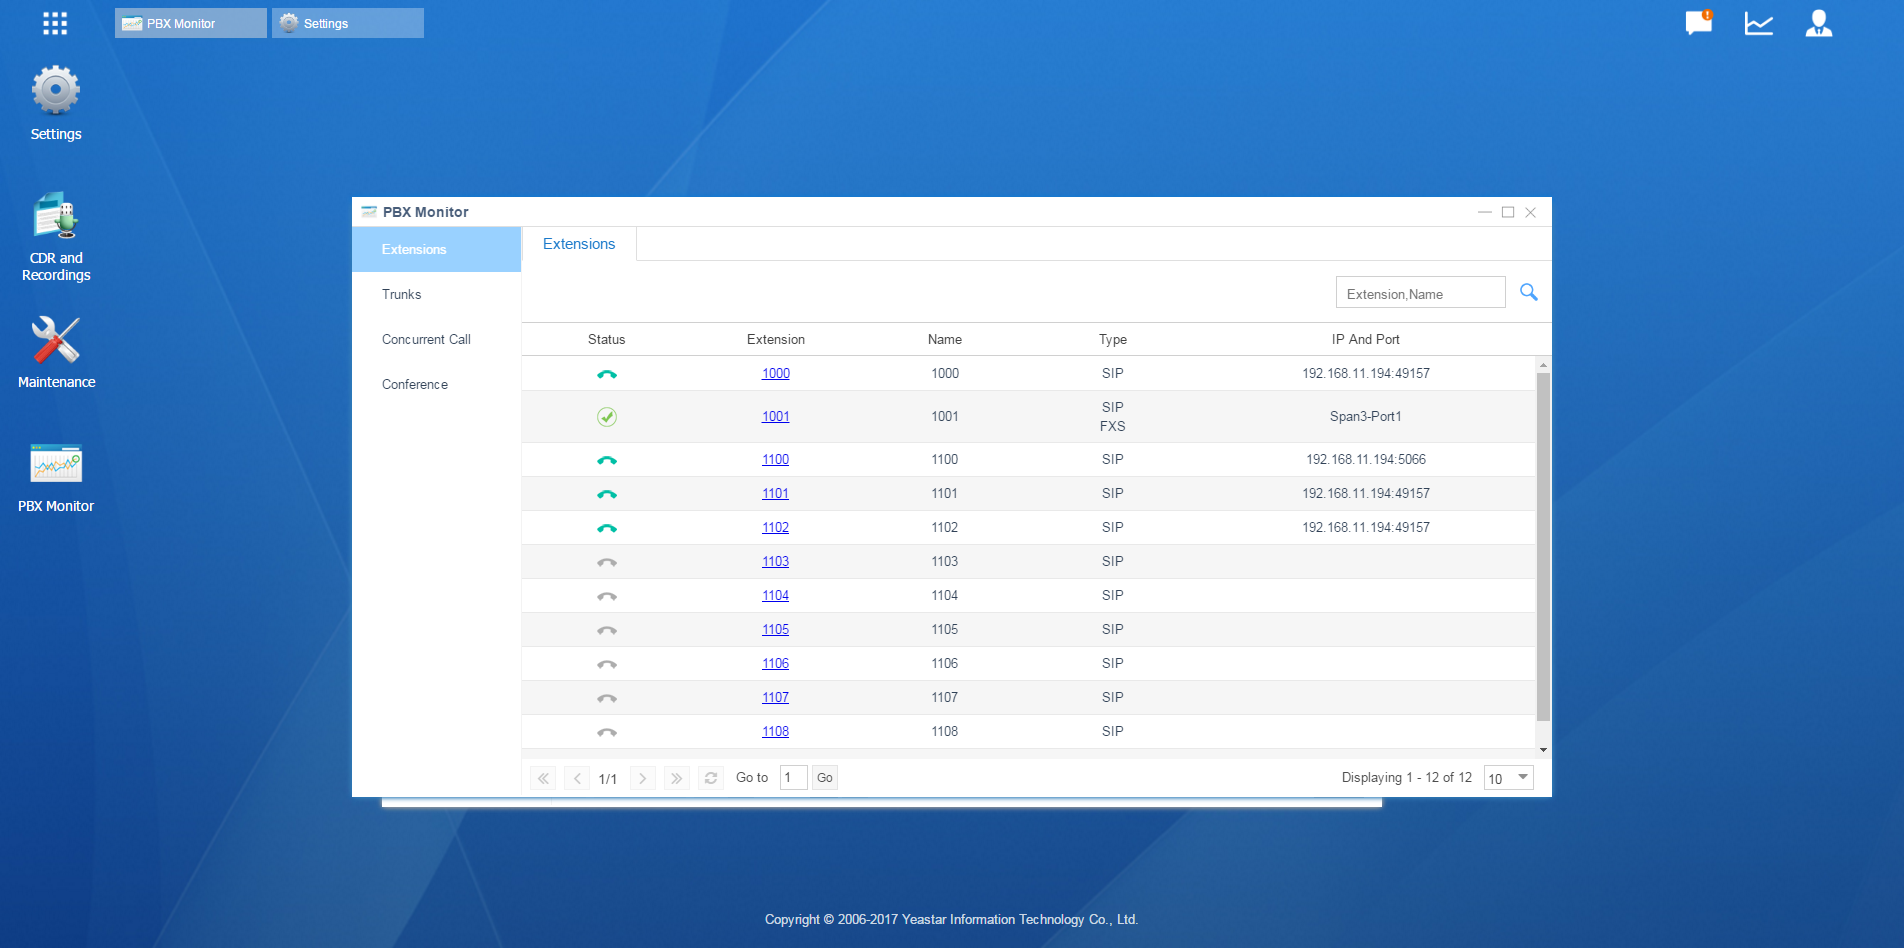 PBX Monitor
Settings
Settings
CDR and
Recordings
Maintenance
PBX Monitor
PBX Monitor
Extensions
Trunks
Concurrent Call
Conference
Extensions
Extension,Name
Status Extension Name Type IP And Port
1000 1000 SIP 192.168.11.194:49157
1001 1001 SIP FXS Span3-Port1
1100 1100 SIP 192.168.11.194:5066
1101 1101 SIP 192.168.11.194:49157
1102 1102 SIP 192.168.11.194:49157
1103 1103 SIP
1104 1104 SIP
1105 1105 SIP
1106 1106 SIP
1107 1107 SIP
1108 1108 SIP
1/1 Go to 1 Go Displaying 1 - 12 of 12 10
Copyright © 2006-2017 Yeastar Information Technology Co., Ltd.